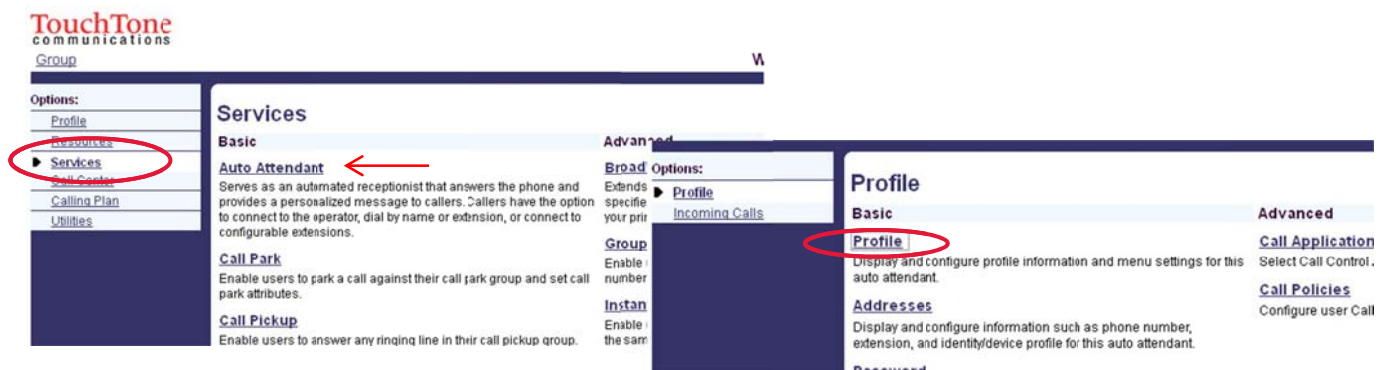 TouchTone
communications
Group
Options:
Profile
Resources
Services
Call Center
Calling Plan
Utilities
Services
Basic
Auto Attendant
Serves as an automated receptionist that answers the phone and
provides a personalized message to callers. Callers have the option
to connect to the operator, dial by name or extension, or connect to
configurable extensions.
Call Park
Enable users to park a call against their call park group and set call
park attributes.
Call Pickup
Enable users to answer any ringing line in their call pickup group.
Broad
Extends
specifie
your prin
Group
Enable
number
Instan
Enable
the sam
Options:
Profile
Incoming Calls
Profile
Basic
Profile
Display and configure profile information and menu settings for this
auto attendant.
Addresses
Display and configure information such as phone number,
extension, and identity/device profile for this auto attendant.
Advanced
Call Application
Select Call Control
Call Policies
Configure user Call